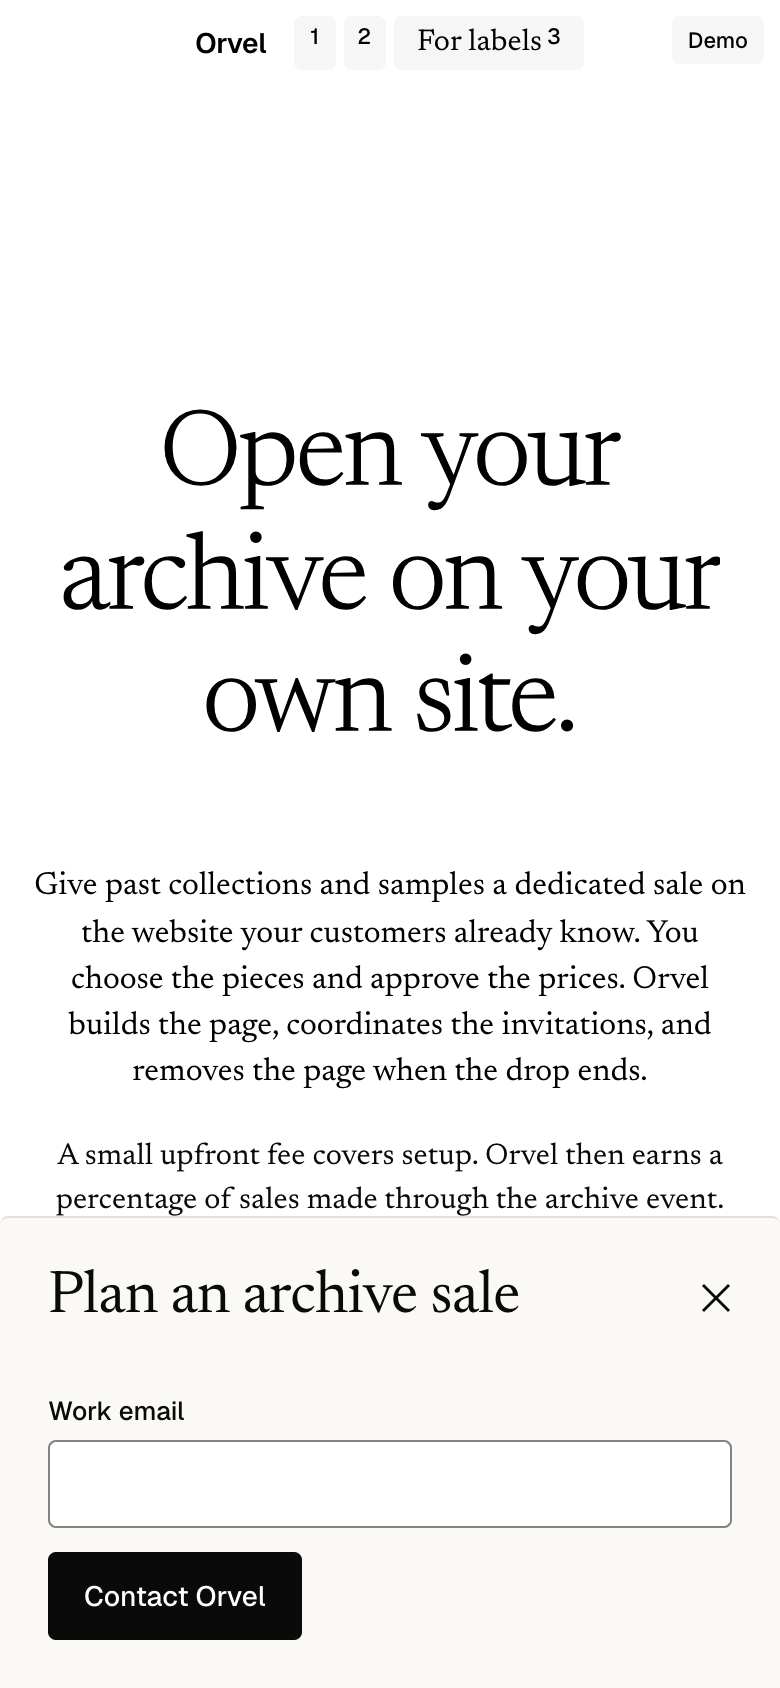 Orvel 1 2 For labels 3 Demo
Open your
archive on your
own site.
Give past collections and samples a dedicated sale on
the website your customers already know. You
choose the pieces and approve the prices. Orvel
builds the page, coordinates the invitations, and
removes the page when the drop ends.
A small upfront fee covers setup. Orvel then earns a
percentage of sales made through the archive event.
Plan an archive sale
Work email
Contact Orvel